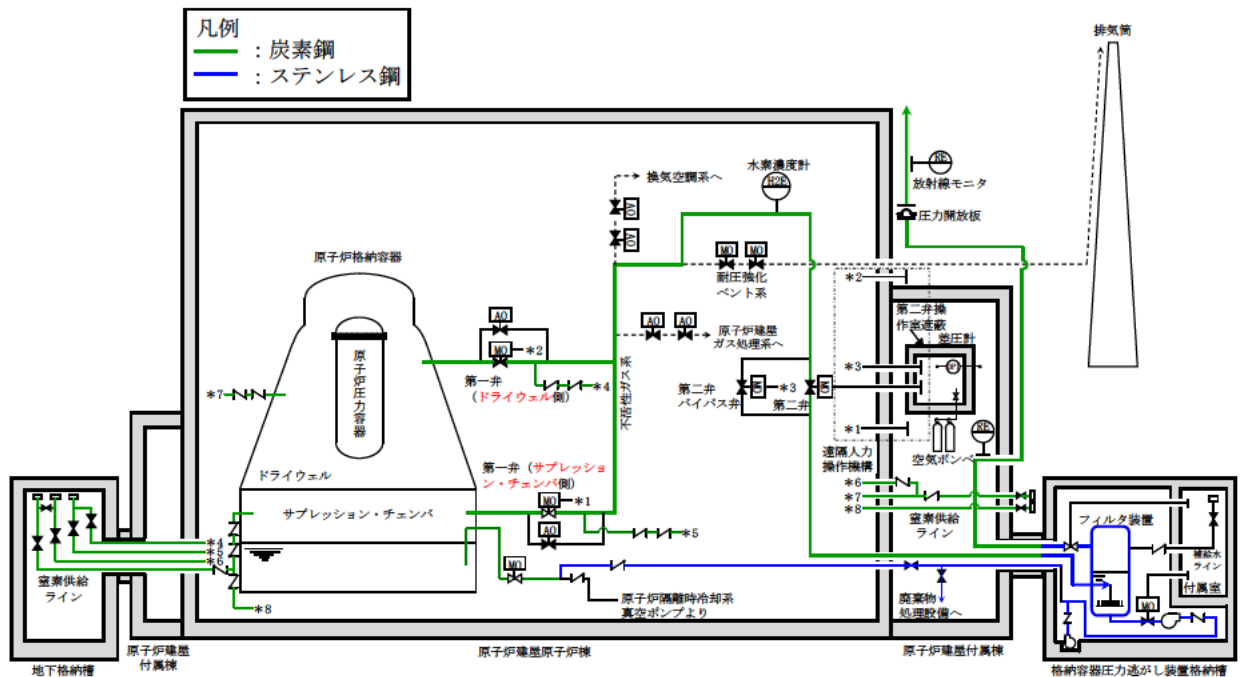 凡例
：炭素鋼
：ステンレス鋼
排気筒
換気空調系へ
水素濃度計
H2E
RE
放射線モニタ
圧力開放板
AO
AO
原子炉格納容器
MO
MO
耐圧強化
ベント系
*2
第二弁操
作室遮蔽
差圧計
DP
AO
MO
*2
AO
AO
原子炉建屋
ガス処理系へ
原子炉圧力容器
第一弁
（ドライウェル側）
*4
不活性ガス系
*7
第二弁
バイパス弁
MO
*3
第二弁
MO
*3
*1
RE
空気ボンベ
遠隔人力
操作機構
ドライウェル
第一弁（サプレッショ
ン・チェンバ側）
MO
*1
AO
*5
サプレッション・チェンバ
*6
*7
*8
窒素供給
ライン
フィルタ装置
補給水
ライン
付属室
MO
*4
*5
*6
*8
窒素供給
ライン
MO
原子炉隔離時冷却系
真空ポンプより
廃棄物
処理設備へ
地下格納槽
原子炉建屋
付属棟
原子炉建屋原子炉棟
原子炉建屋付属棟
格納容器圧力逃がし装置格納槽